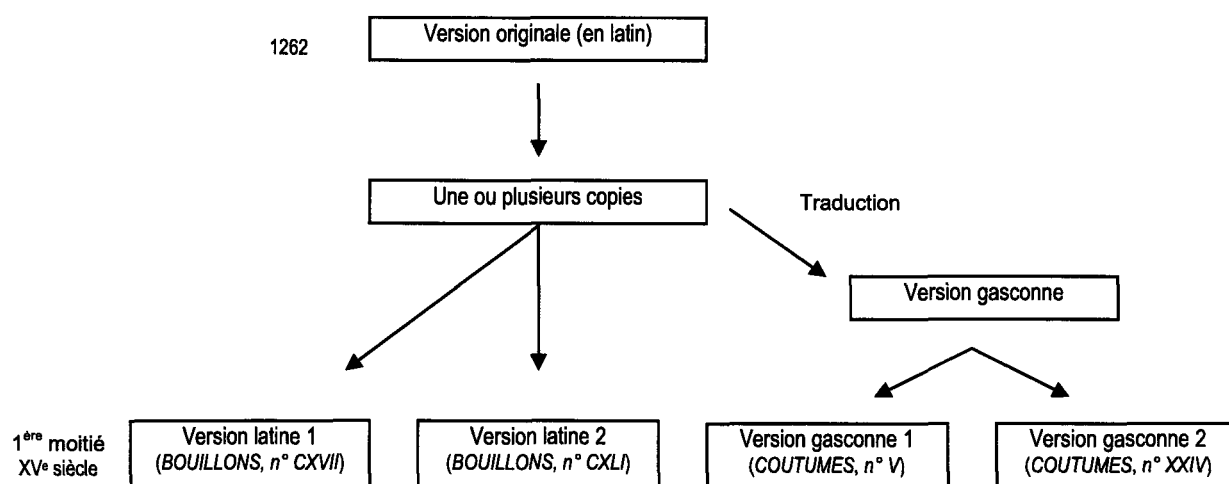 1262
Version originale (en latin)
Une ou plusieurs copies
Traduction
Version gasconne
1ère moitié
XVe siècle
Version latine 1
(BOUILLONS, n° CXVII)
Version latine 2
(BOUILLONS, n° CXLI)
Version gasconne 1
(COUTUMES, n° V)
Version gasconne 2
(COUTUMES, n° XXIV)